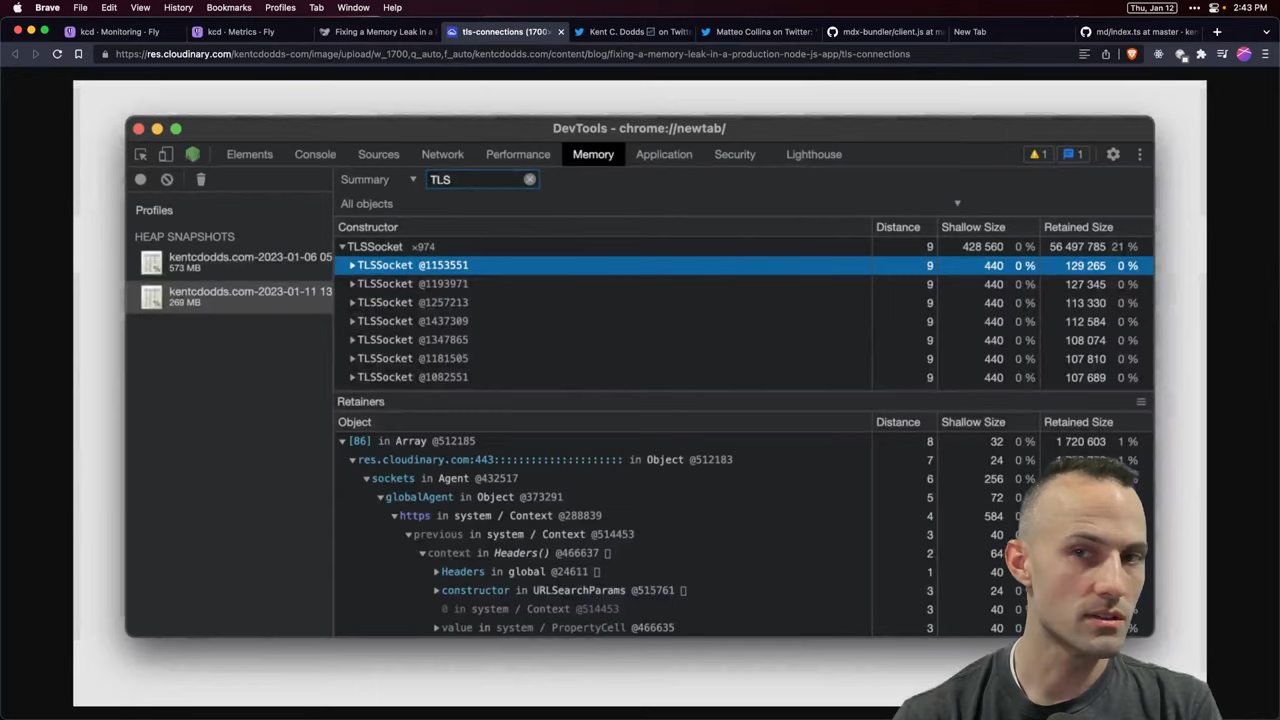 Brave File Edit View History Bookmarks Profiles Tab Window Help Thu, Jan 12 2:43 PM
kcd · Monitoring · Fly kcd · Metrics · Fly Fixing a Memory Leak in a tls-connections (1700× Kent C. Dodds on Twitter: Matteo Collina on Twitter: " mdx-bundler/client.js at m New Tab md/index.ts at master · ken
https://res.cloudinary.com/kentcdodds-com/image/upload/w_1700,q_auto,f_auto/kentcdodds.com/content/blog/fixing-a-memory-leak-in-a-production-node-js-app/tls-connections
DevTools - chrome://newtab/
Elements Console Sources Network Performance Memory Application Security Lighthouse 1 1
Summary TLS
Profiles
All objects
HEAP SNAPSHOTS
kentcdodds.com-2023-01-06 05
573 MB
kentcdodds.com-2023-01-11 13
269 MB
Constructor Distance Shallow Size Retained Size
TLSSocket ×974 9 428 560 0 % 56 497 785 21 %
TLSSocket @1153551 9 440 0 % 129 265 0 %
TLSSocket @1193971 9 440 0 % 127 345 0 %
TLSSocket @1257213 9 440 0 % 113 330 0 %
TLSSocket @1437309 9 440 0 % 112 584 0 %
TLSSocket @1347865 9 440 0 % 108 074 0 %
TLSSocket @1181505 9 440 0 % 107 810 0 %
TLSSocket @1082551 9 440 0 % 107 689 0 %
Retainers
Object Distance Shallow Size Retained Size
[86] in Array @512185 8 32 0 % 1 720 603 1 %
res.cloudinary.com:443::::::::::::::::::::: in Object @512183 7 24 0 %
sockets in Agent @432517 6 256 0 %
globalAgent in Object @373291 5 72 0 %
https in system / Context @288839 4 584 0 %
previous in system / Context @514453 3 40
context in Headers() @466637 2 64
Headers in global @24611 1 40
constructor in URLSearchParams @515761 3 24 0 %
0 in system / Context @514453 3 40 0 %
value in system / PropertyCell @466635 3 40 0 %